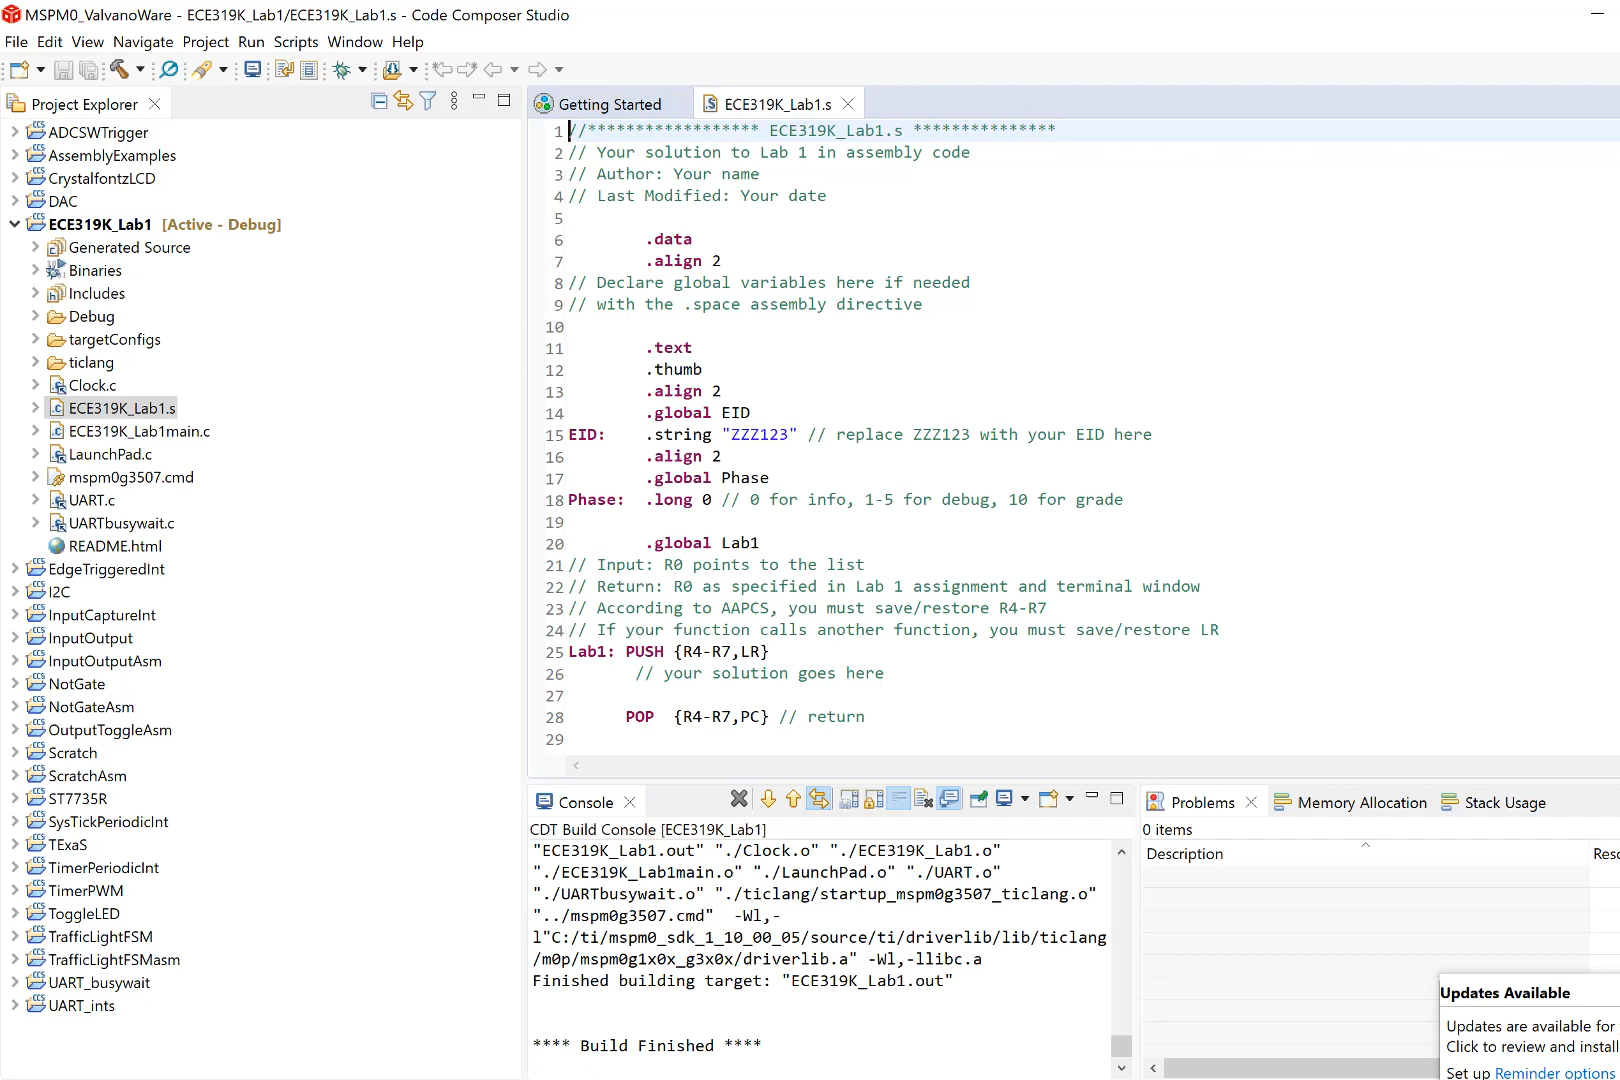 MSPM0_ValvanoWare - ECE319K_Lab1/ECE319K_Lab1.s - Code Composer Studio
File Edit View Navigate Project Run Scripts Window Help
Project Explorer
ADCSWTrigger
AssemblyExamples
CrystalfontzLCD
DAC
ECE319K_Lab1 [Active - Debug]
Generated Source
Binaries
Includes
Debug
targetConfigs
ticlang
Clock.c
ECE319K_Lab1.s
ECE319K_Lab1main.c
LaunchPad.c
mspm0g3507.cmd
UART.c
UARTbusywait.c
README.html
EdgeTriggeredInt
I2C
InputCaptureInt
InputOutput
InputOutputAsm
NotGate
NotGateAsm
OutputToggleAsm
Scratch
ScratchAsm
ST7735R
SysTickPeriodicInt
TExaS
TimerPeriodicInt
TimerPWM
ToggleLED
TrafficLightFSM
TrafficLightFSMasm
UART_busywait
UART_ints
Getting Started
ECE319K_Lab1.s
1 //****************** ECE319K_Lab1.s ***************
2 // Your solution to Lab 1 in assembly code
3 // Author: Your name
4 // Last Modified: Your date
5
6 .data
7 .align 2
8 // Declare global variables here if needed
9 // with the .space assembly directive
10
11 .text
12 .thumb
13 .align 2
14 .global EID
15 EID: .string "ZZZ123" // replace ZZZ123 with your EID here
16 .align 2
17 .global Phase
18 Phase: .long 0 // 0 for info, 1-5 for debug, 10 for grade
19
20 .global Lab1
21 // Input: R0 points to the list
22 // Return: R0 as specified in Lab 1 assignment and terminal window
23 // According to AAPCS, you must save/restore R4-R7
24 // If your function calls another function, you must save/restore LR
25 Lab1: PUSH {R4-R7,LR}
26 // your solution goes here
27
28 POP {R4-R7,PC} // return
29
Console
CDT Build Console [ECE319K_Lab1]
"ECE319K_Lab1.out" "./Clock.o" "./ECE319K_Lab1.o"
"./ECE319K_Lab1main.o" "./LaunchPad.o" "./UART.o"
"./UARTbusywait.o" "./ticlang/startup_mspm0g3507_ticlang.o"
"../mspm0g3507.cmd" -Wl,-
l"C:/ti/mspm0_sdk_1_10_00_05/source/ti/driverlib/lib/ticlang
/m0p/mspm0g1x0x_g3x0x/driverlib.a" -Wl,-llibc.a
Finished building target: "ECE319K_Lab1.out"
**** Build Finished ****
Problems Memory Allocation Stack Usage
0 items
Description Reso
Updates Available
Updates are available for
Click to review and install
Set up Reminder options